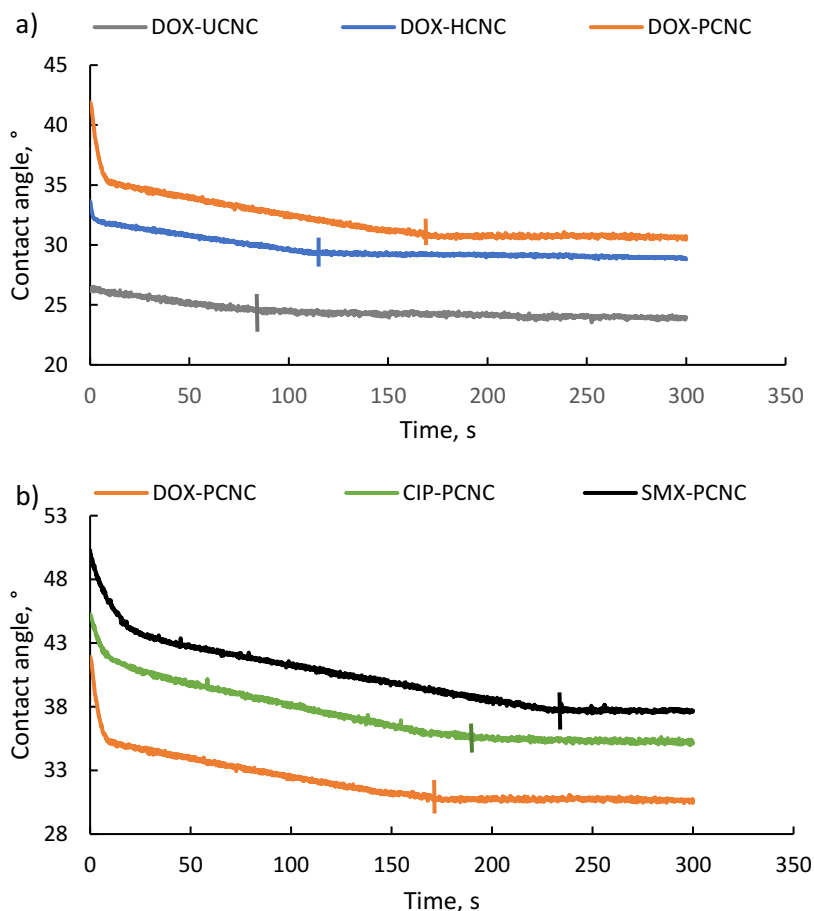 a)
DOX-UCNC DOX-HCNC DOX-PCNC
45
40
35
30
25
20
Contact angle, °
0 50 100 150 200 250 300 350
Time, s
b)
DOX-PCNC CIP-PCNC SMX-PCNC
53
48
43
38
33
28
Contact angle, °
0 50 100 150 200 250 300 350
Time, s